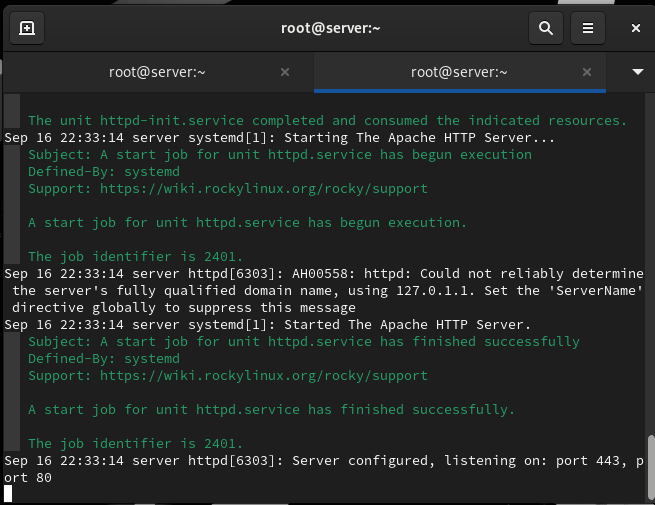 root@server:~
root@server:~
root@server:~
The unit httpd-init.service completed and consumed the indicated resources.
Sep 16 22:33:14 server systemd[1]: Starting The Apache HTTP Server...
Subject: A start job for unit httpd.service has begun execution
Defined-By: systemd
Support: https://wiki.rockylinux.org/rocky/support
A start job for unit httpd.service has begun execution.
The job identifier is 2401.
Sep 16 22:33:14 server httpd[6303]: AH00558: httpd: Could not reliably determine
the server's fully qualified domain name, using 127.0.1.1. Set the 'ServerName'
directive globally to suppress this message
Sep 16 22:33:14 server systemd[1]: Started The Apache HTTP Server.
Subject: A start job for unit httpd.service has finished successfully
Defined-By: systemd
Support: https://wiki.rockylinux.org/rocky/support
A start job for unit httpd.service has finished successfully.
The job identifier is 2401.
Sep 16 22:33:14 server httpd[6303]: Server configured, listening on: port 443, p
ort 80